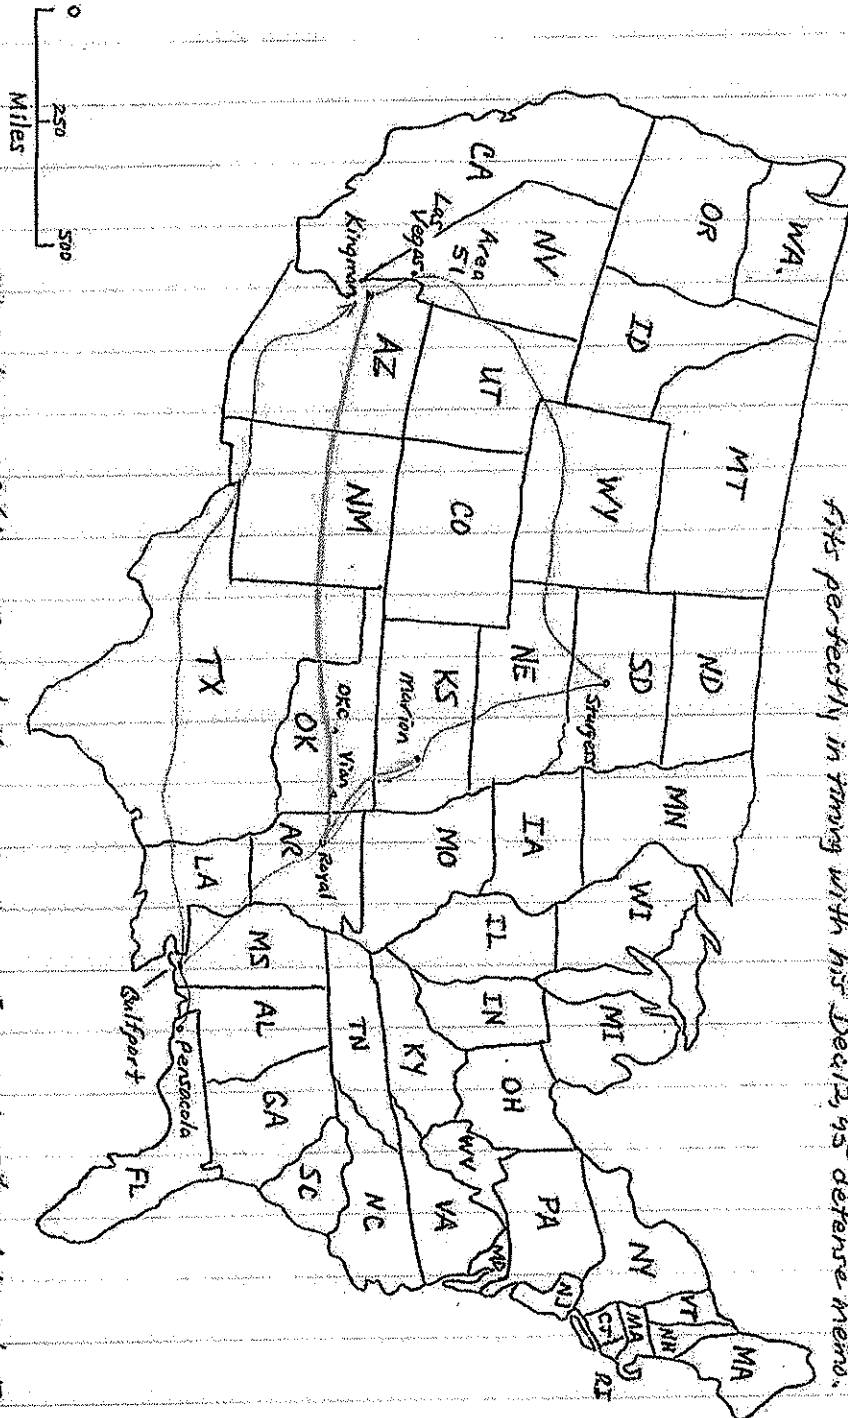 fits perfectly in timing with his Dec 12, 95 defense memo.
WA.
OR
ID
MT
ND
MN
WI
MI
NY
VT
NH
MA
MA
CT
RI
NJ
PA
OH
IN
IL
IA
SD
Sturgess
WY
NE
NV
Area
51
Las
Vegas
CA
Kingman
UT
CO
KS
Marion
MO
KY
WV
VA
MD
AZ
NM
OKC
OK
Vian
AR
Royal
TN
NC
SC
TX
LA
MS
AL
GA
Gulfport
Pensacola
FL
0
250
500
Miles